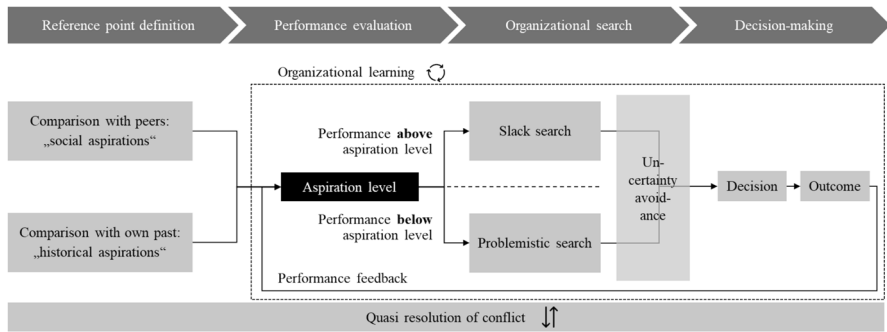 Reference point definition
Performance evaluation
Organizational search
Decision-making
Organizational learning
Comparison with peers:
„social aspirations“
Performance above
aspiration level
Slack search
Aspiration level
Un-
certainty
avoid-
ance
Decision
Outcome
Performance below
aspiration level
Comparison with own past:
„historical aspirations“
Problemistic search
Performance feedback
Quasi resolution of conflict